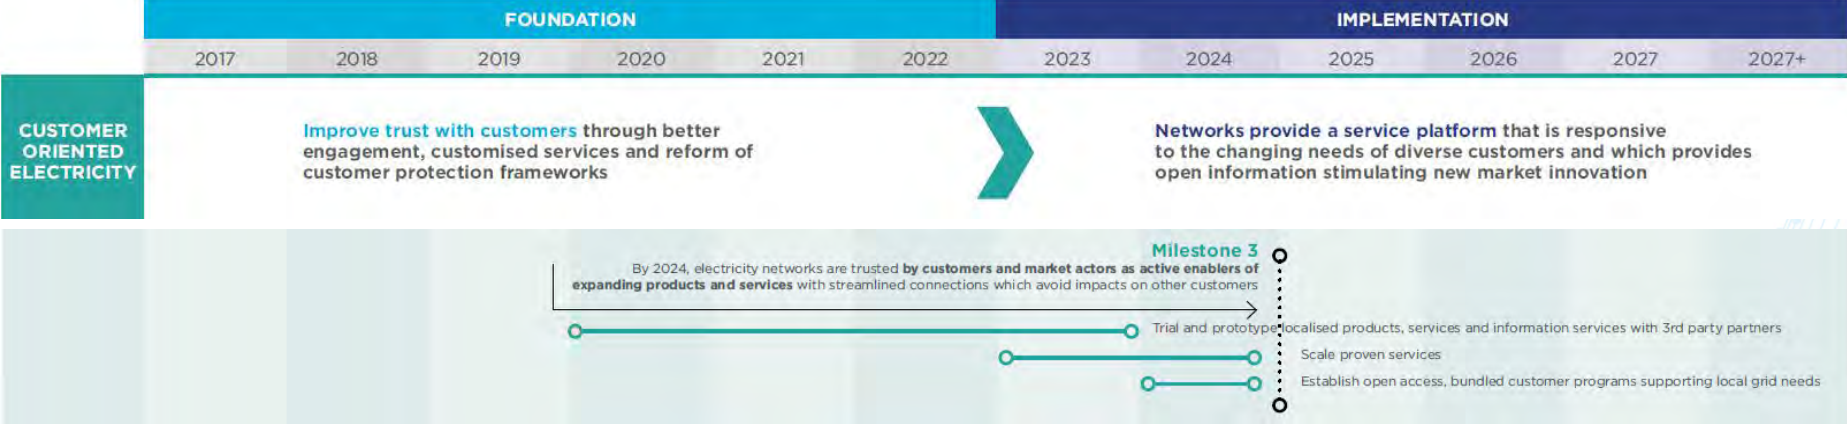 FOUNDATION
IMPLEMENTATION
2017
2018
2019
2020
2021
2022
2023
2024
2025
2026
2027
2027+
CUSTOMER
ORIENTED
ELECTRICITY
Improve trust with customers through better
engagement, customised services and reform of
customer protection frameworks
Networks provide a service platform that is responsive
to the changing needs of diverse customers and which provides
open information stimulating new market innovation
Milestone 3
By 2024, electricity networks are trusted by customers and market actors as active enablers of
expanding products and services with streamlined connections which avoid impacts on other customers
Trial and prototype localised products, services and information services with 3rd party partners
Scale proven services
Establish open access, bundled customer programs supporting local grid needs